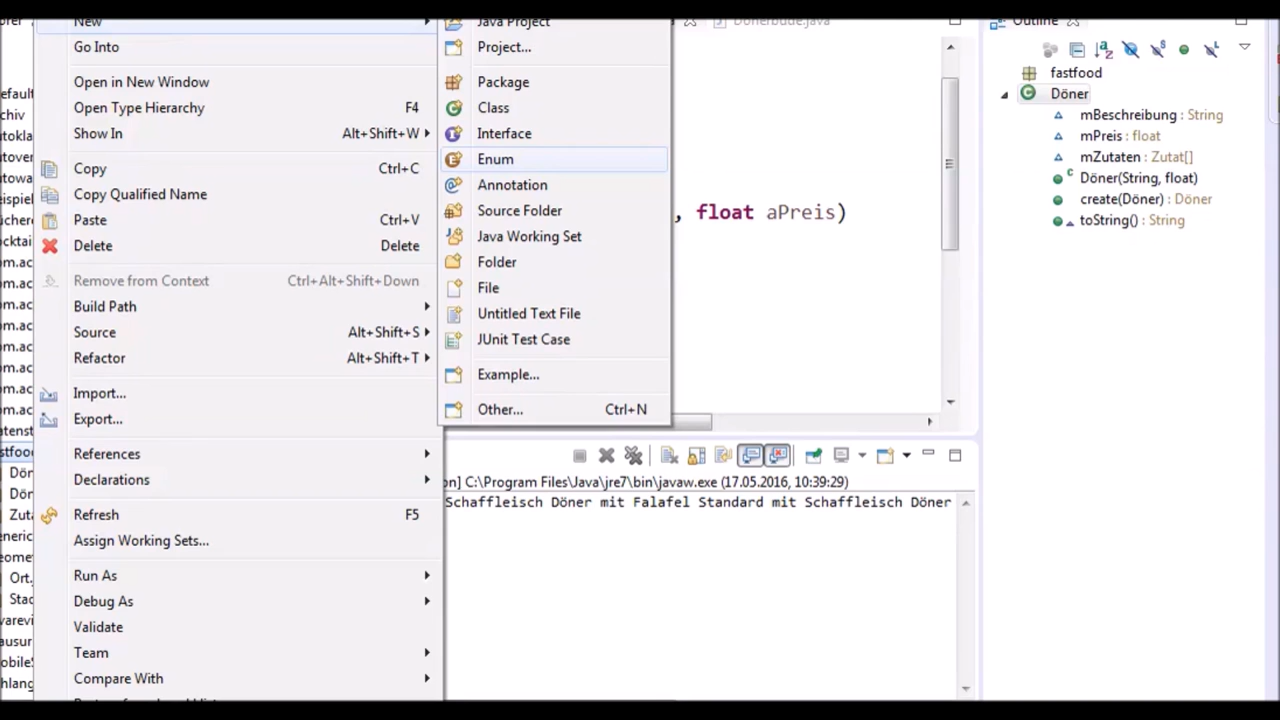 New
Go Into
Open in New Window
Open Type Hierarchy F4
Show In Alt+Shift+W
Copy Ctrl+C
Copy Qualified Name
Paste Ctrl+V
Delete Delete
Remove from Context Ctrl+Alt+Shift+Down
Build Path
Source Alt+Shift+S
Refactor Alt+Shift+T
Import...
Export...
References
Declarations
Refresh F5
Assign Working Sets...
Run As
Debug As
Validate
Team
Compare With
Java Project
Project...
Package
Class
Interface
Enum
Annotation
Source Folder
Java Working Set
Folder
File
Untitled Text File
JUnit Test Case
Example...
Other... Ctrl+N
Dönerbude.java
, float aPreis)
on] C:\Program Files\Java\jre7\bin\javaw.exe (17.05.2016, 10:39:29)
Schaffleisch Döner mit Falafel Standard mit Schaffleisch Döner
Outline
fastfood
Döner
mBeschreibung : String
mPreis : float
mZutaten : Zutat[]
Döner(String, float)
create(Döner) : Döner
toString() : String